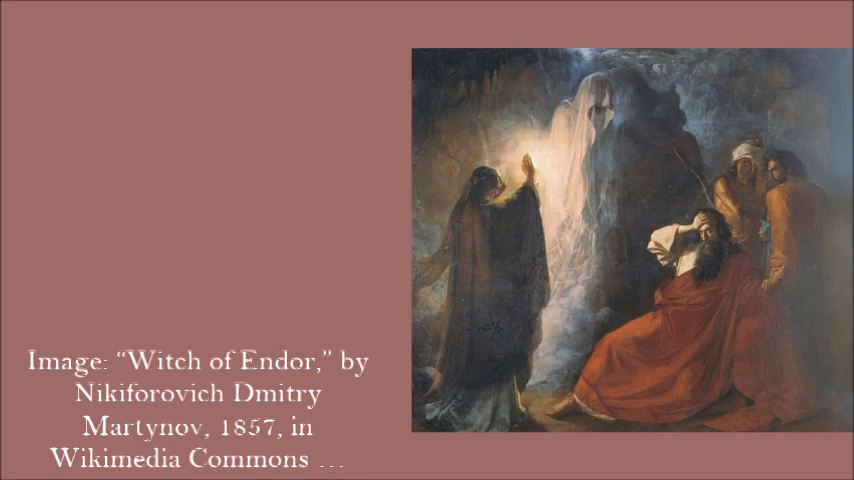 Image: “Witch of Endor,” by
Nikiforovich Dmitry
Martynov, 1857, in
Wikimedia Commons …